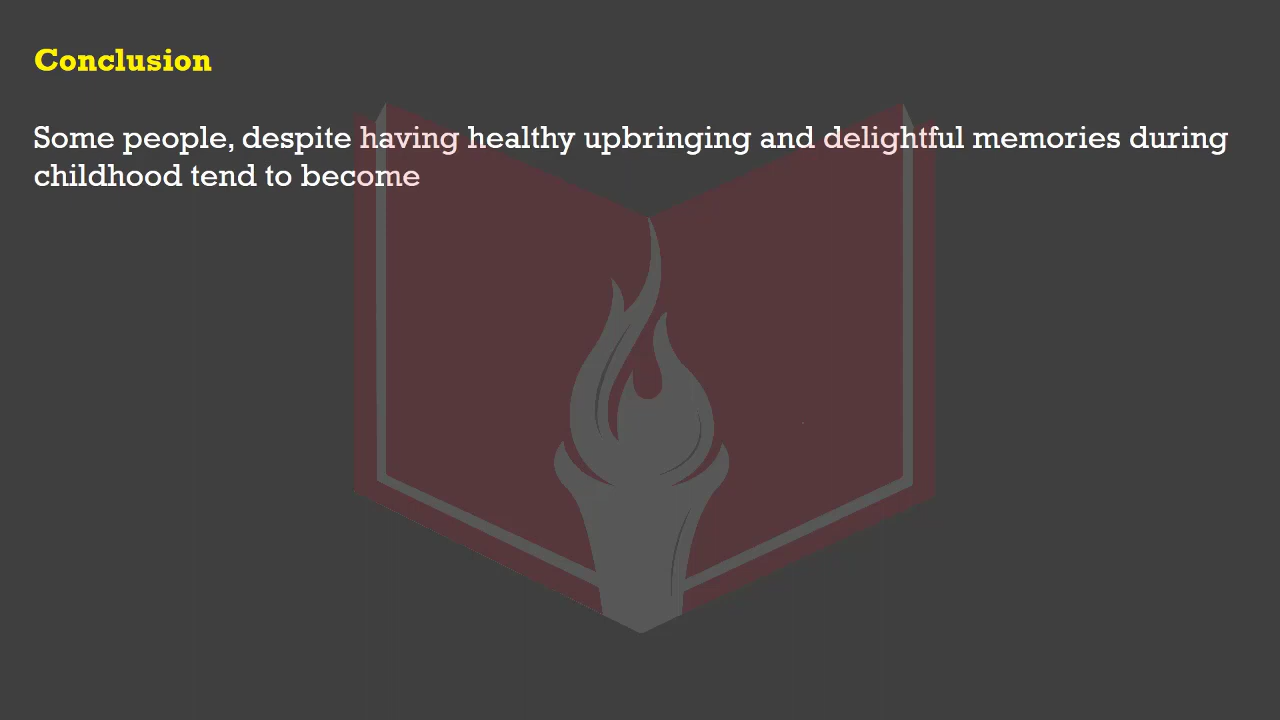 Conclusion
Some people, despite having healthy upbringing and delightful memories during
childhood tend to become